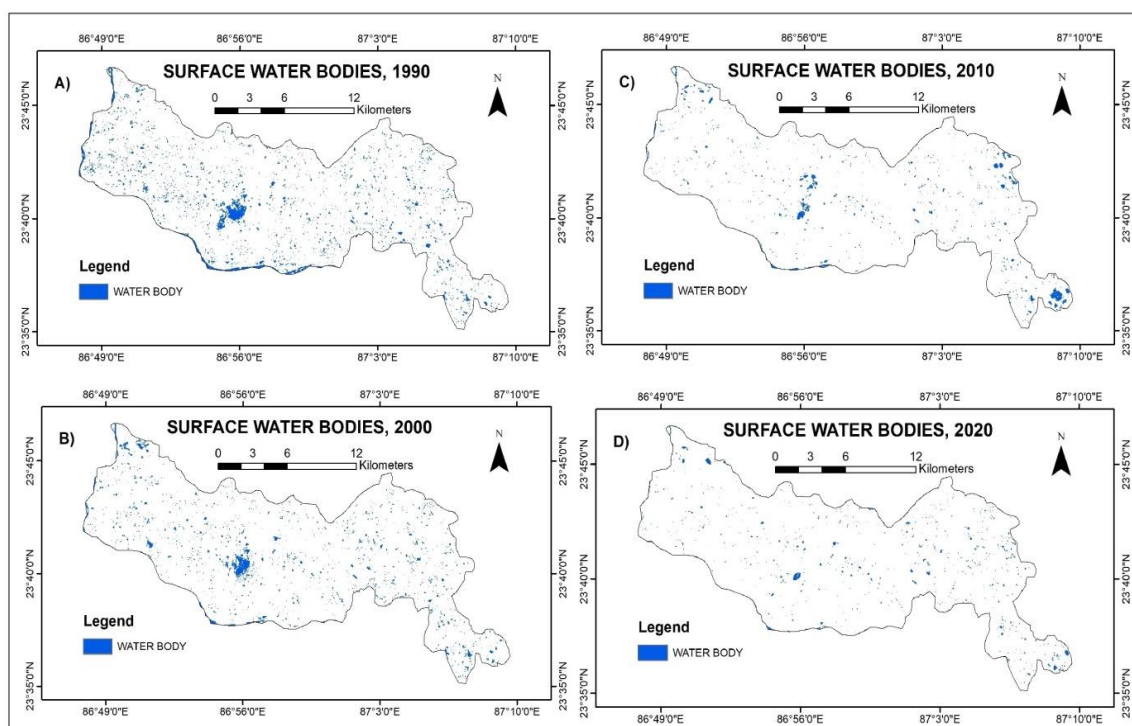 86°49'0"E 86°56'0"E 87°3'0"E 87°10'0"E
A)
SURFACE WATER BODIES, 1990
N
0 3 6 12
Kilometers
23°45'0"N
23°40'0"N
23°35'0"N
23°45'0"N
23°40'0"N
23°35'0"N
Legend
WATER BODY
86°49'0"E 86°56'0"E 87°3'0"E 87°10'0"E
86°49'0"E 86°56'0"E 87°3'0"E 87°10'0"E
C)
SURFACE WATER BODIES, 2010
N
0 3 6 12
Kilometers
23°45'0"N
23°40'0"N
23°35'0"N
23°45'0"N
23°40'0"N
23°35'0"N
Legend
WATER BODY
86°49'0"E 86°56'0"E 87°3'0"E 87°10'0"E
86°49'0"E 86°56'0"E 87°3'0"E 87°10'0"E
B)
SURFACE WATER BODIES, 2000
N
0 3 6 12
Kilometers
23°45'0"N
23°40'0"N
23°35'0"N
23°45'0"N
23°40'0"N
23°35'0"N
Legend
WATER BODY
86°49'0"E 86°56'0"E 87°3'0"E 87°10'0"E
86°49'0"E 86°56'0"E 87°3'0"E 87°10'0"E
D)
SURFACE WATER BODIES, 2020
N
0 3 6 12
Kilometers
23°45'0"N
23°40'0"N
23°35'0"N
23°45'0"N
23°40'0"N
23°35'0"N
Legend
WATER BODY
86°49'0"E 86°56'0"E 87°3'0"E 87°10'0"E